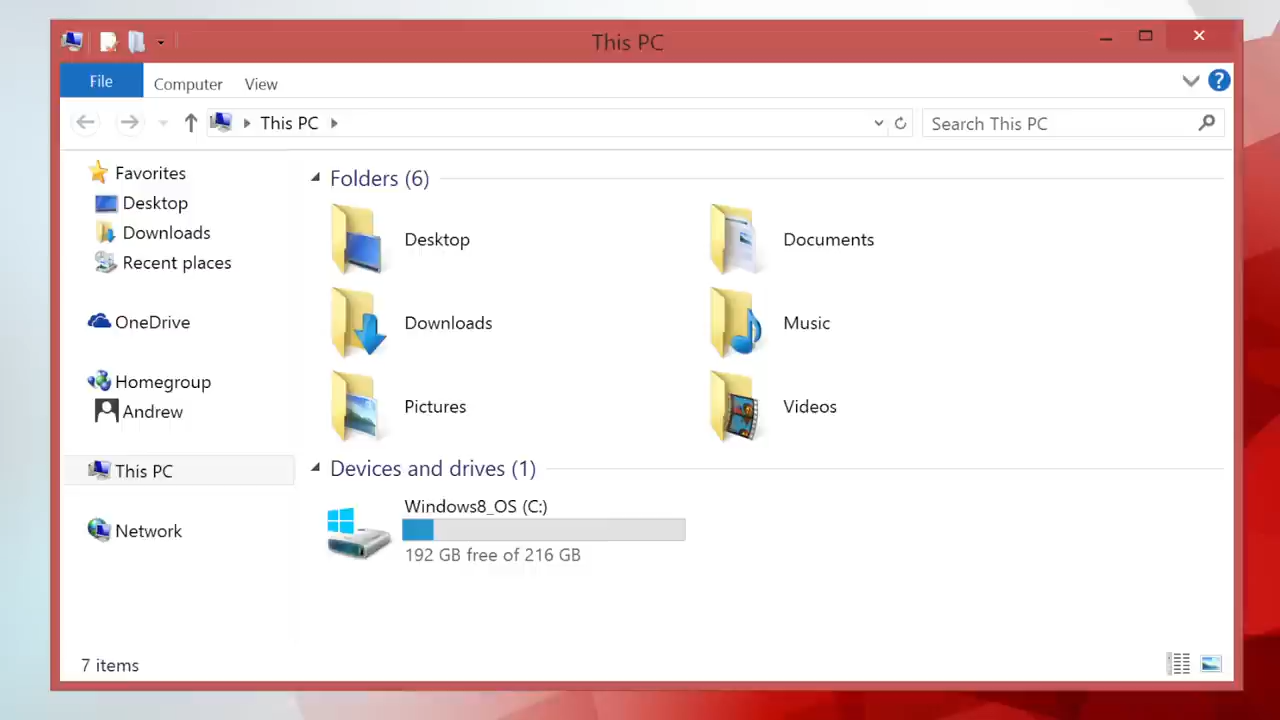 This PC
File
Computer
View
?
This PC
Search This PC
Favorites
Desktop
Downloads
Recent places
OneDrive
Homegroup
Andrew
This PC
Network
Folders (6)
Desktop
Documents
Downloads
Music
Pictures
Videos
Devices and drives (1)
Windows8_OS (C:)
192 GB free of 216 GB
7 items